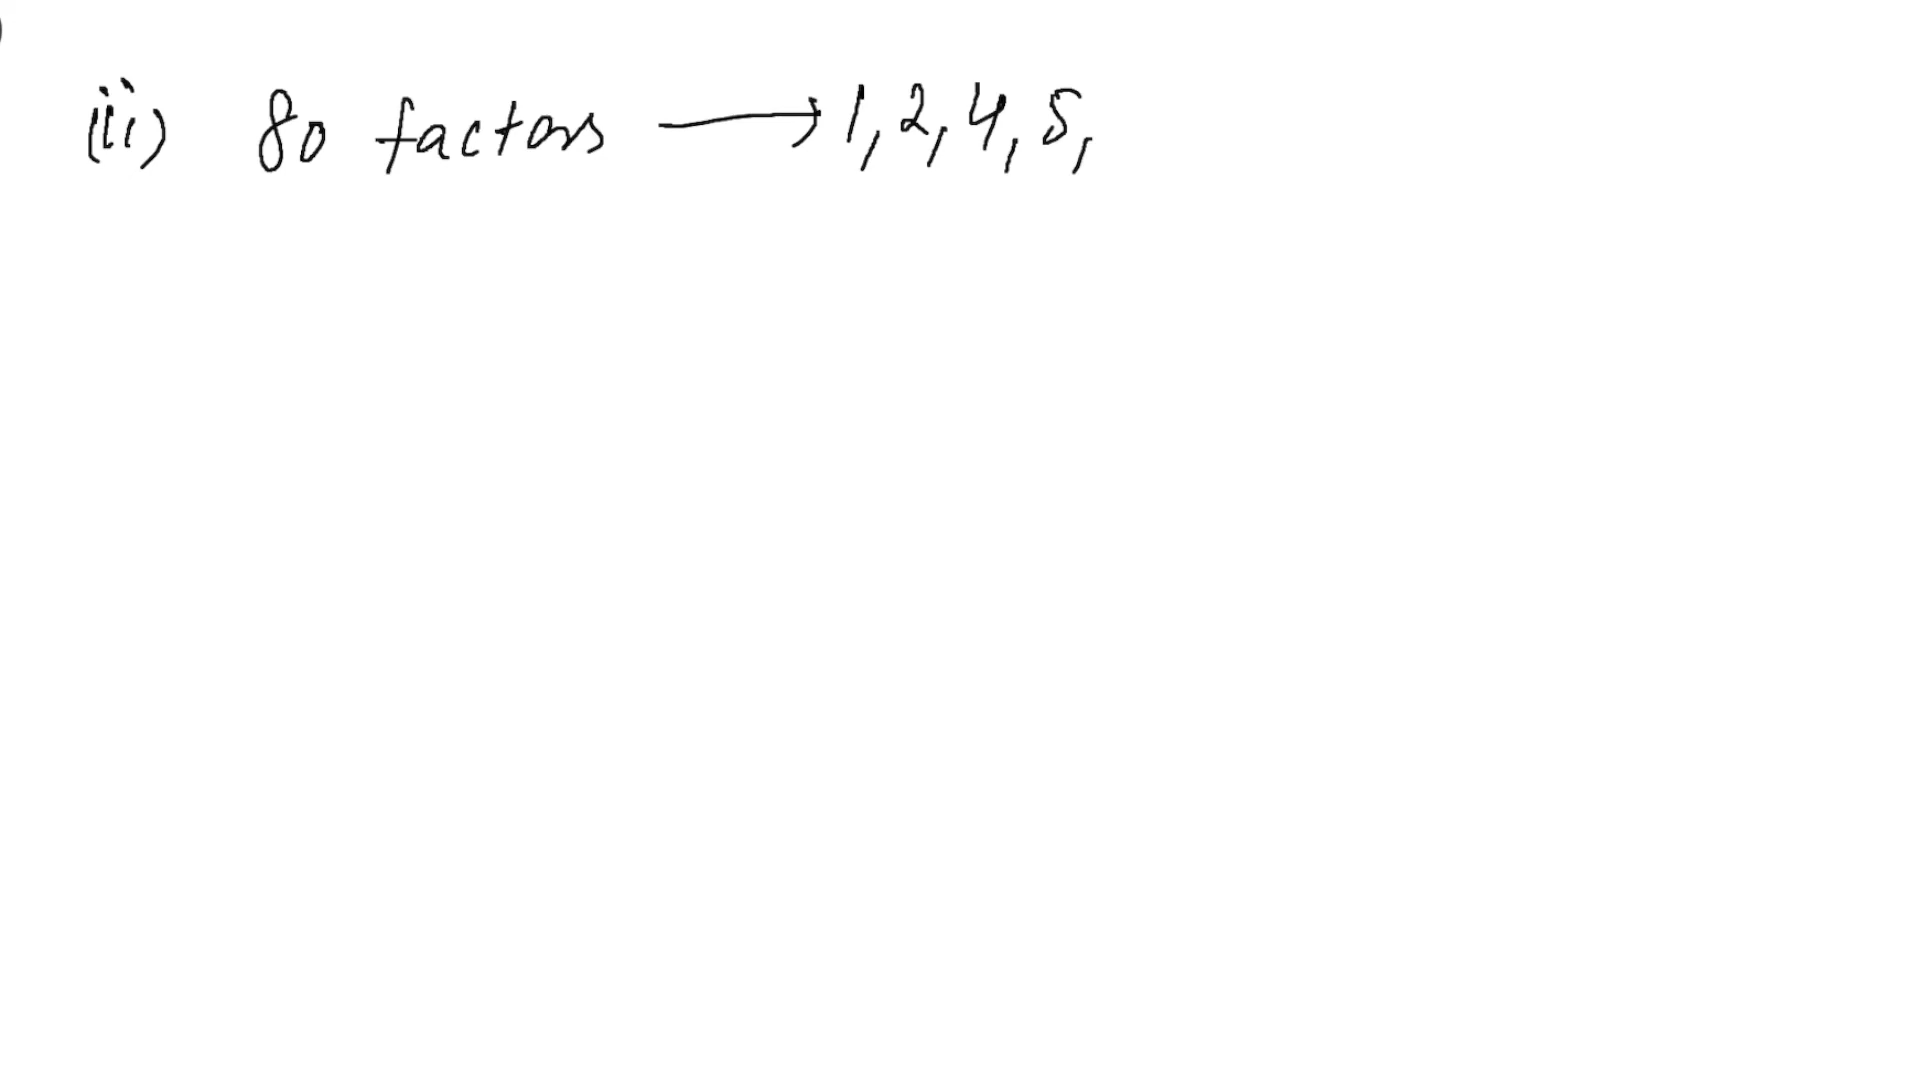 (ii) 80 factors → 1, 2, 4, 5,